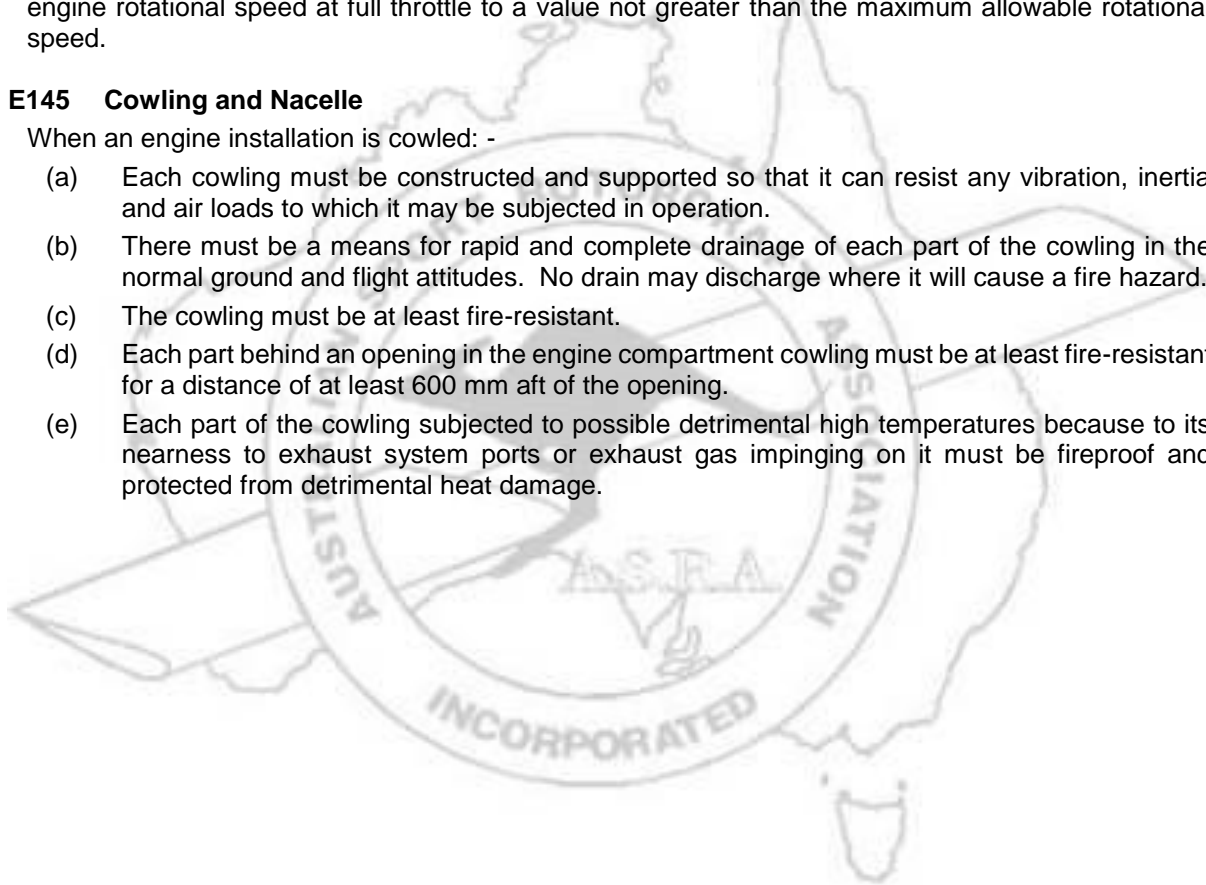 engine rotational speed at full throttle to a value not greater than the maximum allowable rotational
speed.
E145 Cowling and Nacelle
When an engine installation is cowled: -
(a) Each cowling must be constructed and supported so that it can resist any vibration, inertia
and air loads to which it may be subjected in operation.
(b) There must be a means for rapid and complete drainage of each part of the cowling in the
normal ground and flight attitudes. No drain may discharge where it will cause a fire hazard.
(c) The cowling must be at least fire-resistant.
(d) Each part behind an opening in the engine compartment cowling must be at least fire-resistant
for a distance of at least 600 mm aft of the opening.
(e) Each part of the cowling subjected to possible detrimental high temperatures because to its
nearness to exhaust system ports or exhaust gas impinging on it must be fireproof and
protected from detrimental heat damage.
AUSTRALIAN SPORT ROTORCRAFT ASSOCIATION
A.S.R.A.
INCORPORATED